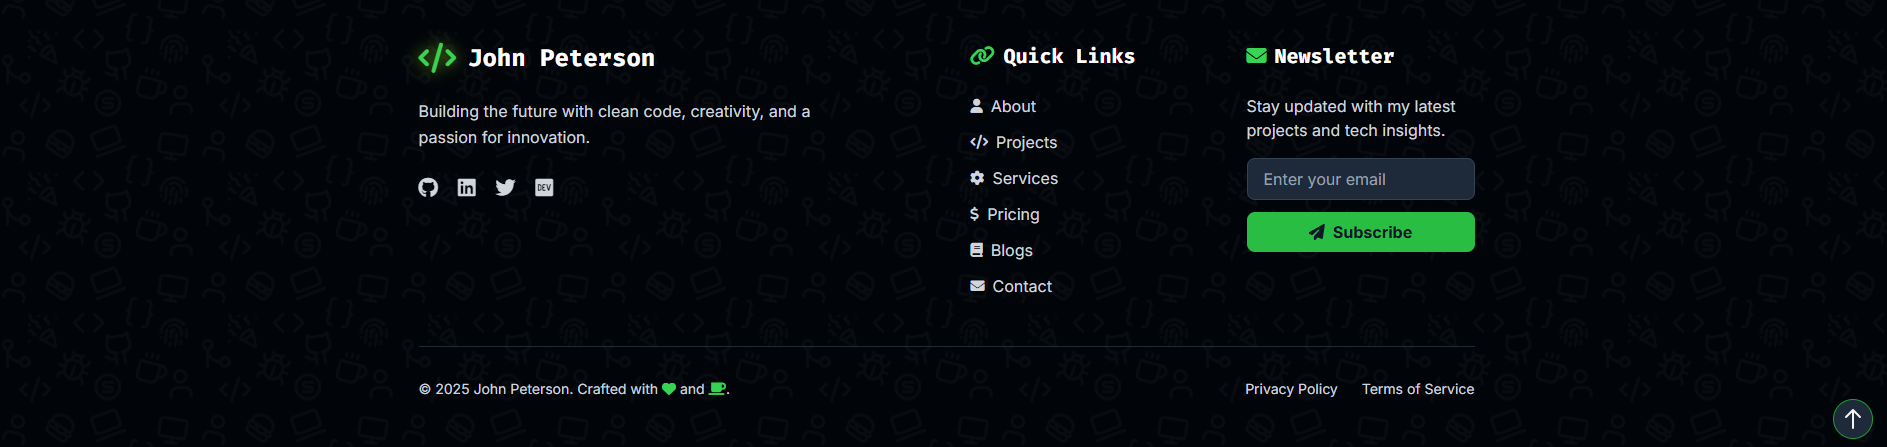 </> John Peterson
Building the future with clean code, creativity, and a
passion for innovation.
DEV
Quick Links
About
</> Projects
Services
$ Pricing
Blogs
Contact
Newsletter
Stay updated with my latest
projects and tech insights.
Enter your email
Subscribe
© 2025 John Peterson. Crafted with and .
Privacy Policy
Terms of Service